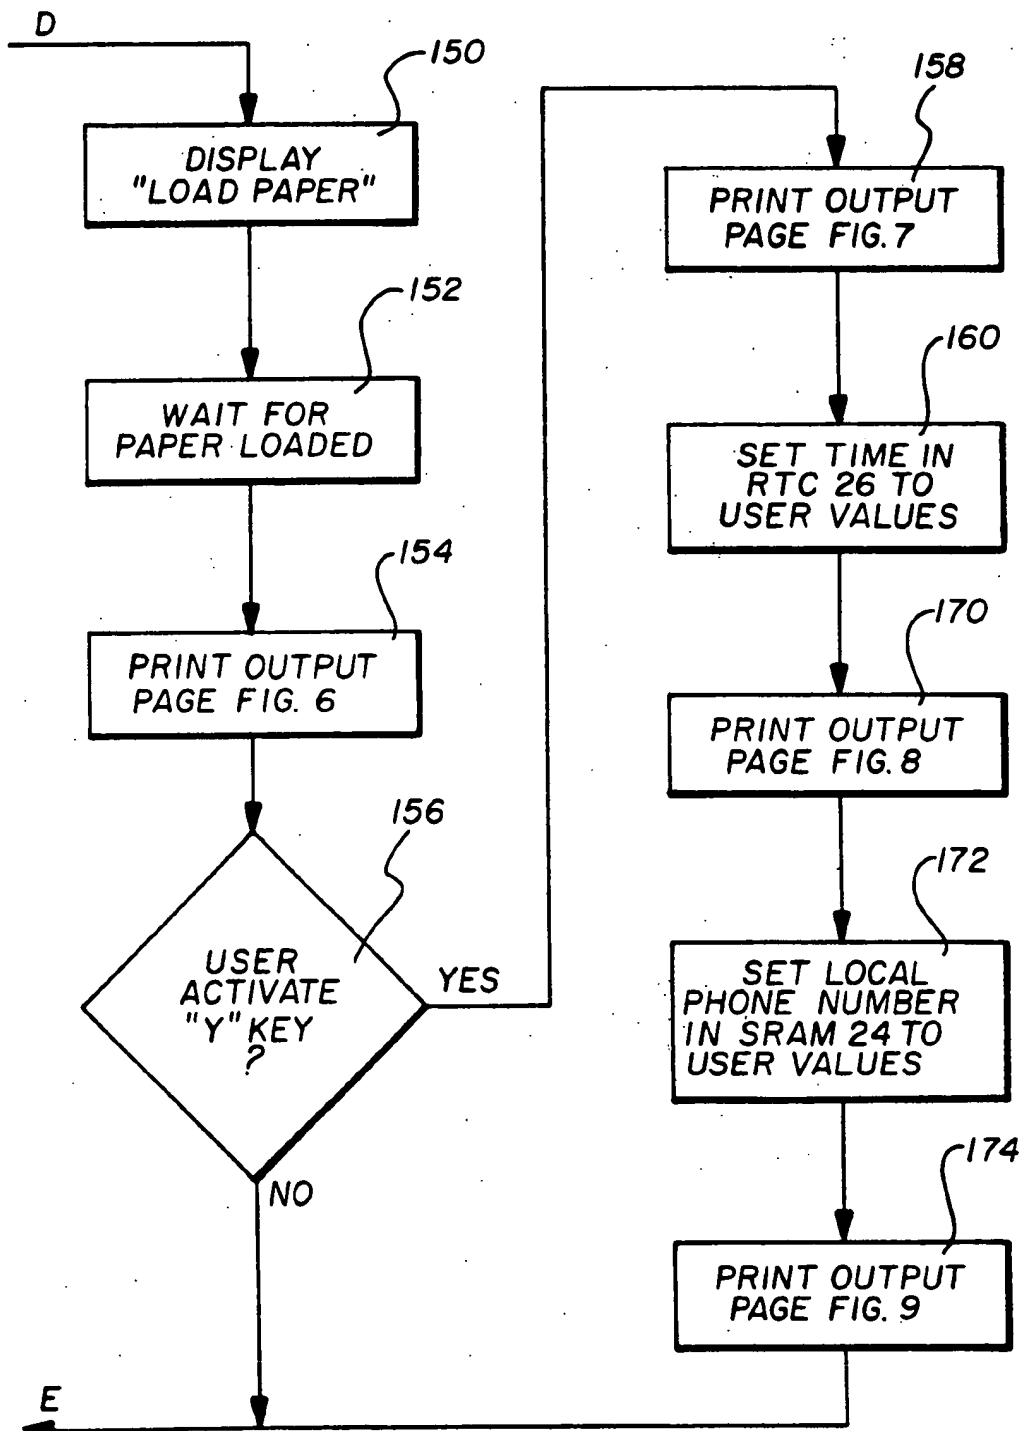 D
150
DISPLAY
"LOAD PAPER"
152
WAIT FOR
PAPER LOADED
154
PRINT OUTPUT
PAGE FIG. 6
156
USER
ACTIVATE
"Y" KEY
?
YES
NO
158
PRINT OUTPUT
PAGE FIG. 7
160
SET TIME IN
RTC 26 TO
USER VALUES
170
PRINT OUTPUT
PAGE FIG. 8
172
SET LOCAL
PHONE NUMBER
IN SRAM 24 TO
USER VALUES
174
PRINT OUTPUT
PAGE FIG. 9
E